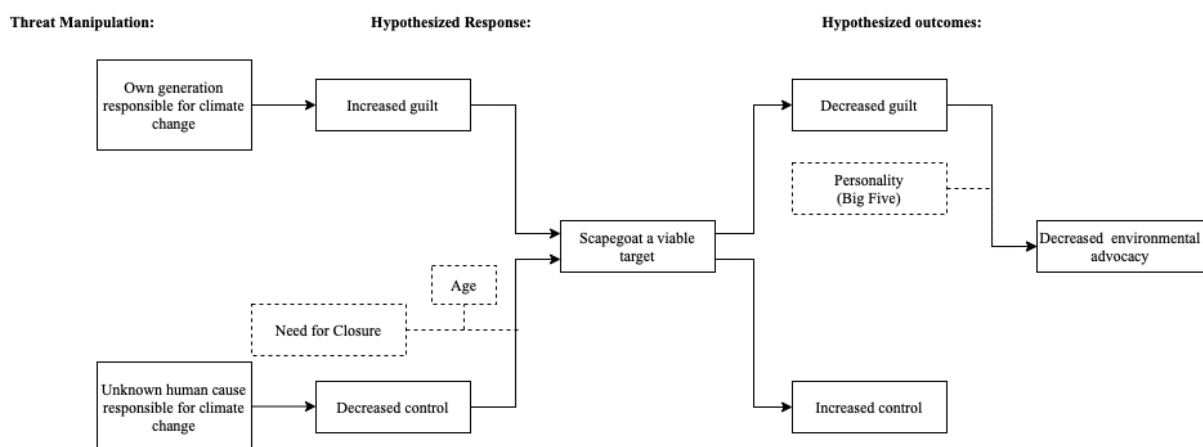 Threat Manipulation:
Hypothesized Response:
Hypothesized outcomes:
Own generation
responsible for climate
change
Increased guilt
Decreased guilt
Personality
(Big Five)
Scapegoat a viable
target
Decreased environmental
advocacy
Age
Need for Closure
Unknown human cause
responsible for climate
change
Decreased control
Increased control